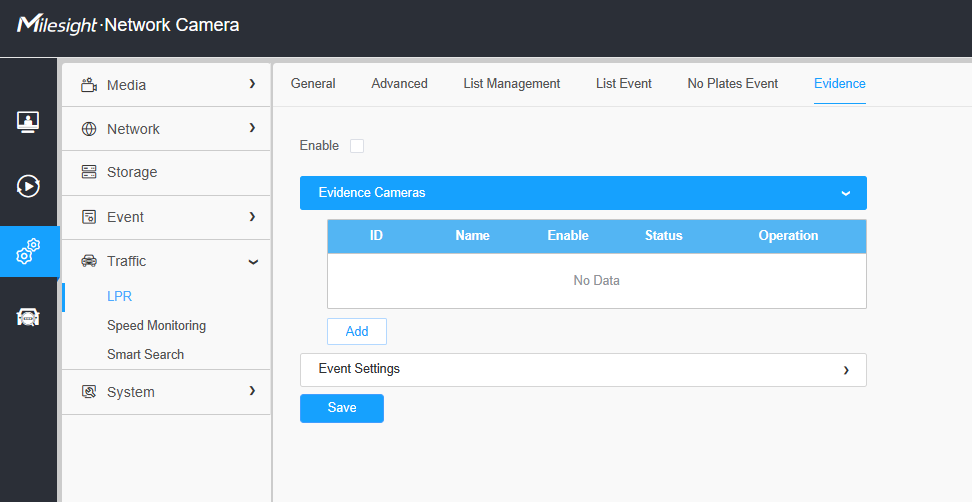 Milesight·Network Camera
Media
Network
Storage
Event
Traffic
LPR
Speed Monitoring
Smart Search
System
General Advanced List Management List Event No Plates Event Evidence
Enable
Evidence Cameras
ID Name Enable Status Operation
No Data
Add
Event Settings
Save